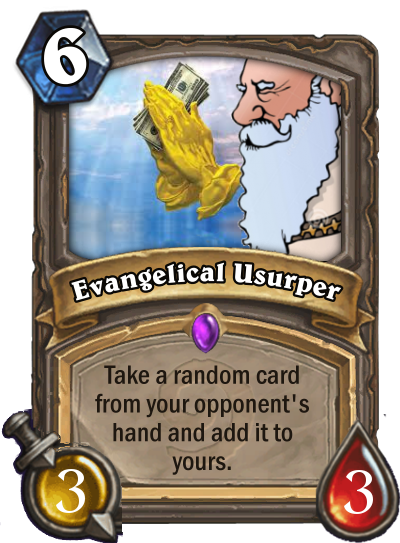 6
Evangelical Usurper
Take a random card
from your opponent's
hand and add it to
yours.
3
3